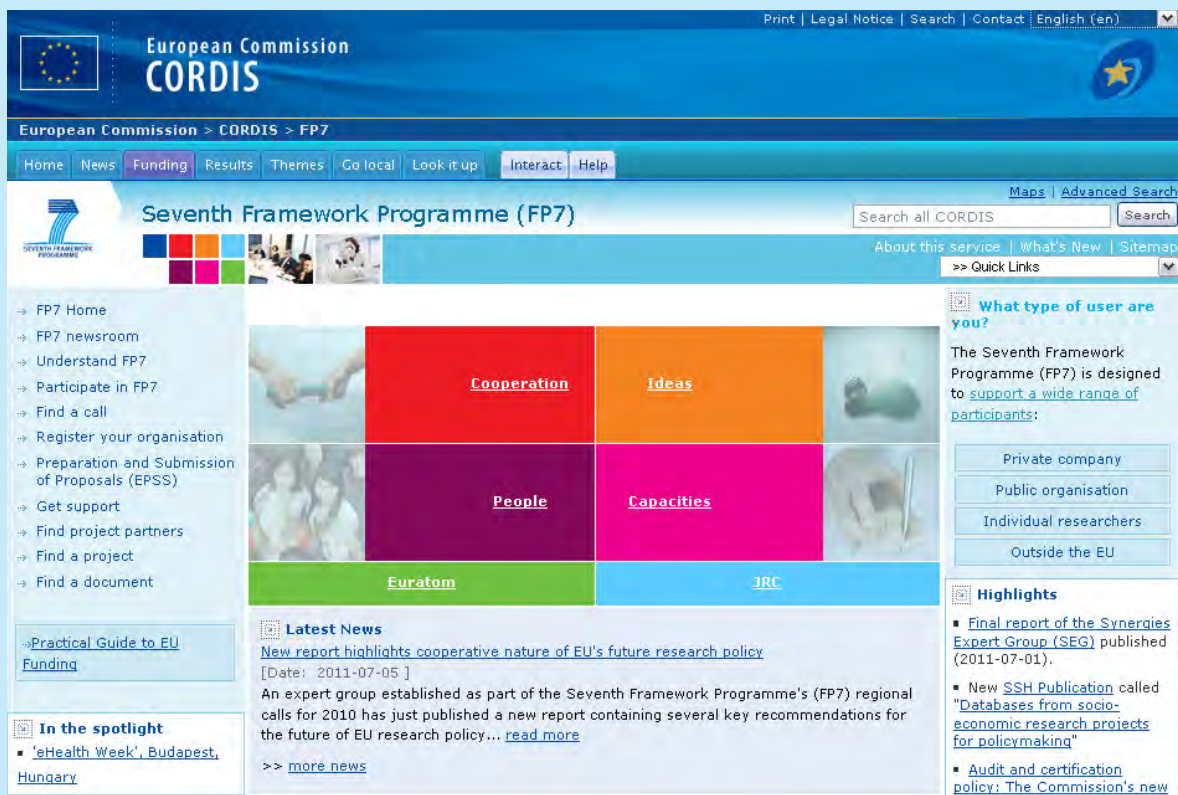 Print | Legal Notice | Search | Contact English (en)
European Commission
CORDIS
European Commission > CORDIS > FP7
Home News Funding Results Themes Go local Look it up Interact Help
Maps | Advanced Search
Seventh Framework Programme (FP7)
Search all CORDIS Search
SEVENTH FRAMEWORK
PROGRAMME
About this service | What's New | Sitemap
>> Quick Links
FP7 Home
FP7 newsroom
Understand FP7
Participate in FP7
Find a call
Register your organisation
Preparation and Submission
of Proposals (EPSS)
Get support
Find project partners
Find a project
Find a document
Practical Guide to EU
Funding
In the spotlight
'eHealth Week', Budapest,
Hungary
Cooperation
Ideas
People
Capacities
Euratom
JRC
Latest News
New report highlights cooperative nature of EU's future research policy
[Date: 2011-07-05 ]
An expert group established as part of the Seventh Framework Programme's (FP7) regional
calls for 2010 has just published a new report containing several key recommendations for
the future of EU research policy... read more
>> more news
What type of user are
you?
The Seventh Framework
Programme (FP7) is designed
to support a wide range of
participants:
Private company
Public organisation
Individual researchers
Outside the EU
Highlights
Final report of the Synergies
Expert Group (SEG) published
(2011-07-01).
New SSH Publication called
"Databases from socio-
economic research projects
for policymaking"
Audit and certification
policy: The Commission's new